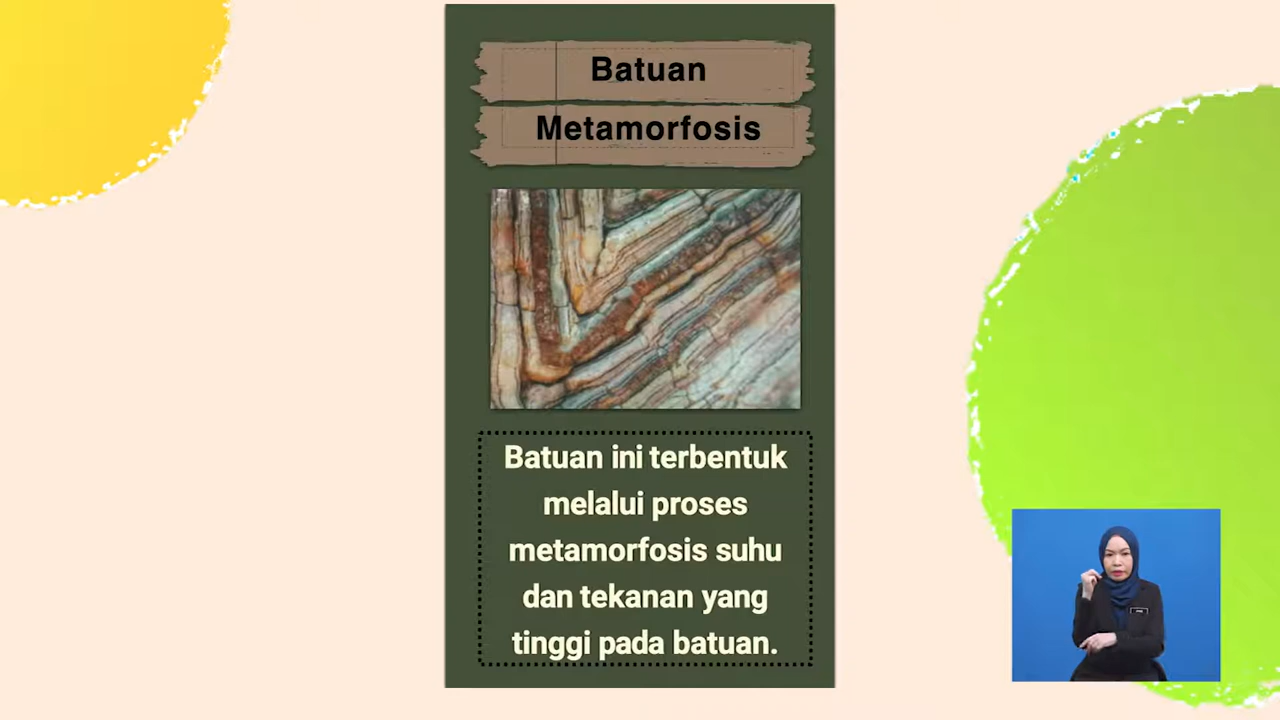 Batuan
Metamorfosis
Batuan ini terbentuk
melalui proses
metamorfosis suhu
dan tekanan yang
tinggi pada batuan.